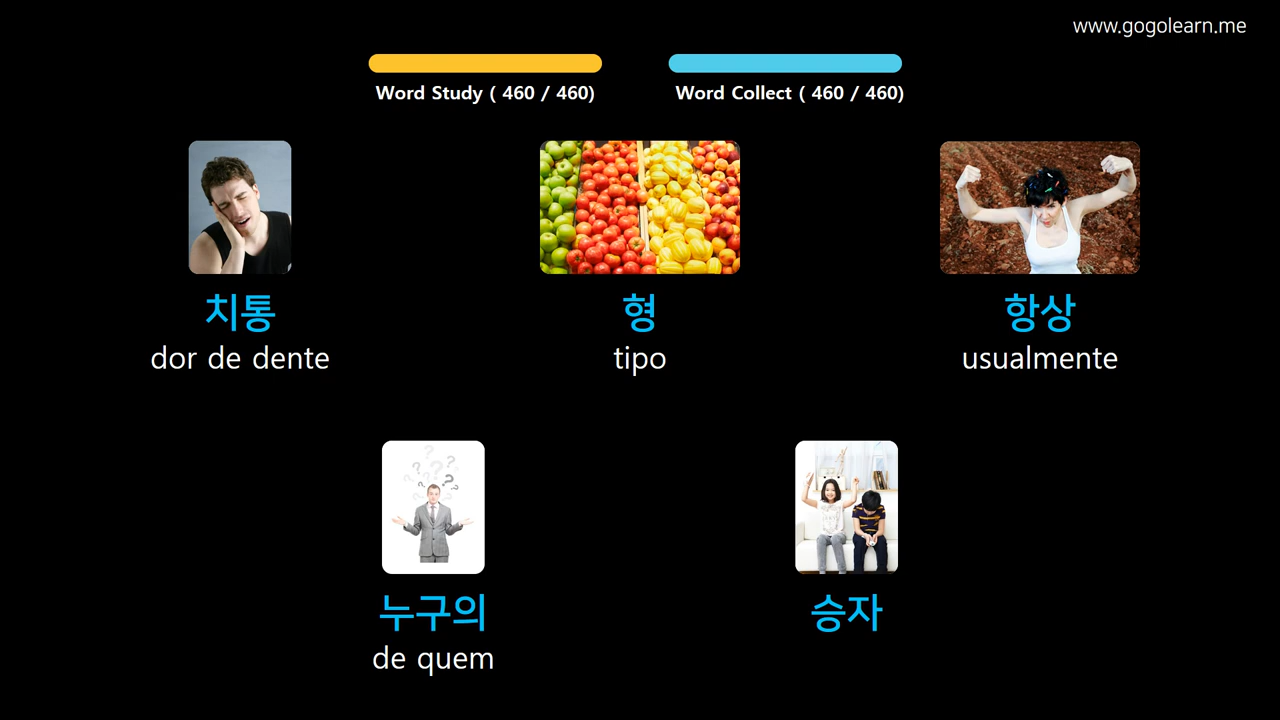 www.gogolearn.me
Word Study ( 460 / 460)
Word Collect ( 460 / 460)
치통
dor de dente
형
tipo
항상
usualmente
누구의
de quem
승자